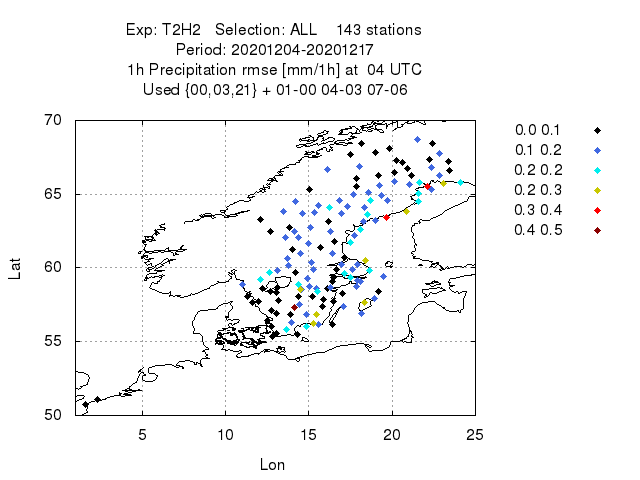 Exp: T2H2   Selection: ALL    143 stations
Period: 20201204-20201217
1h Precipitation rmse [mm/1h] at  04 UTC
Used {00,03,21} + 01-00 04-03 07-06
70
65
60
55
50
5 10 15 20 25
Lat
Lon
0.0 0.1
0.1 0.2
0.2 0.2
0.2 0.3
0.3 0.4
0.4 0.5